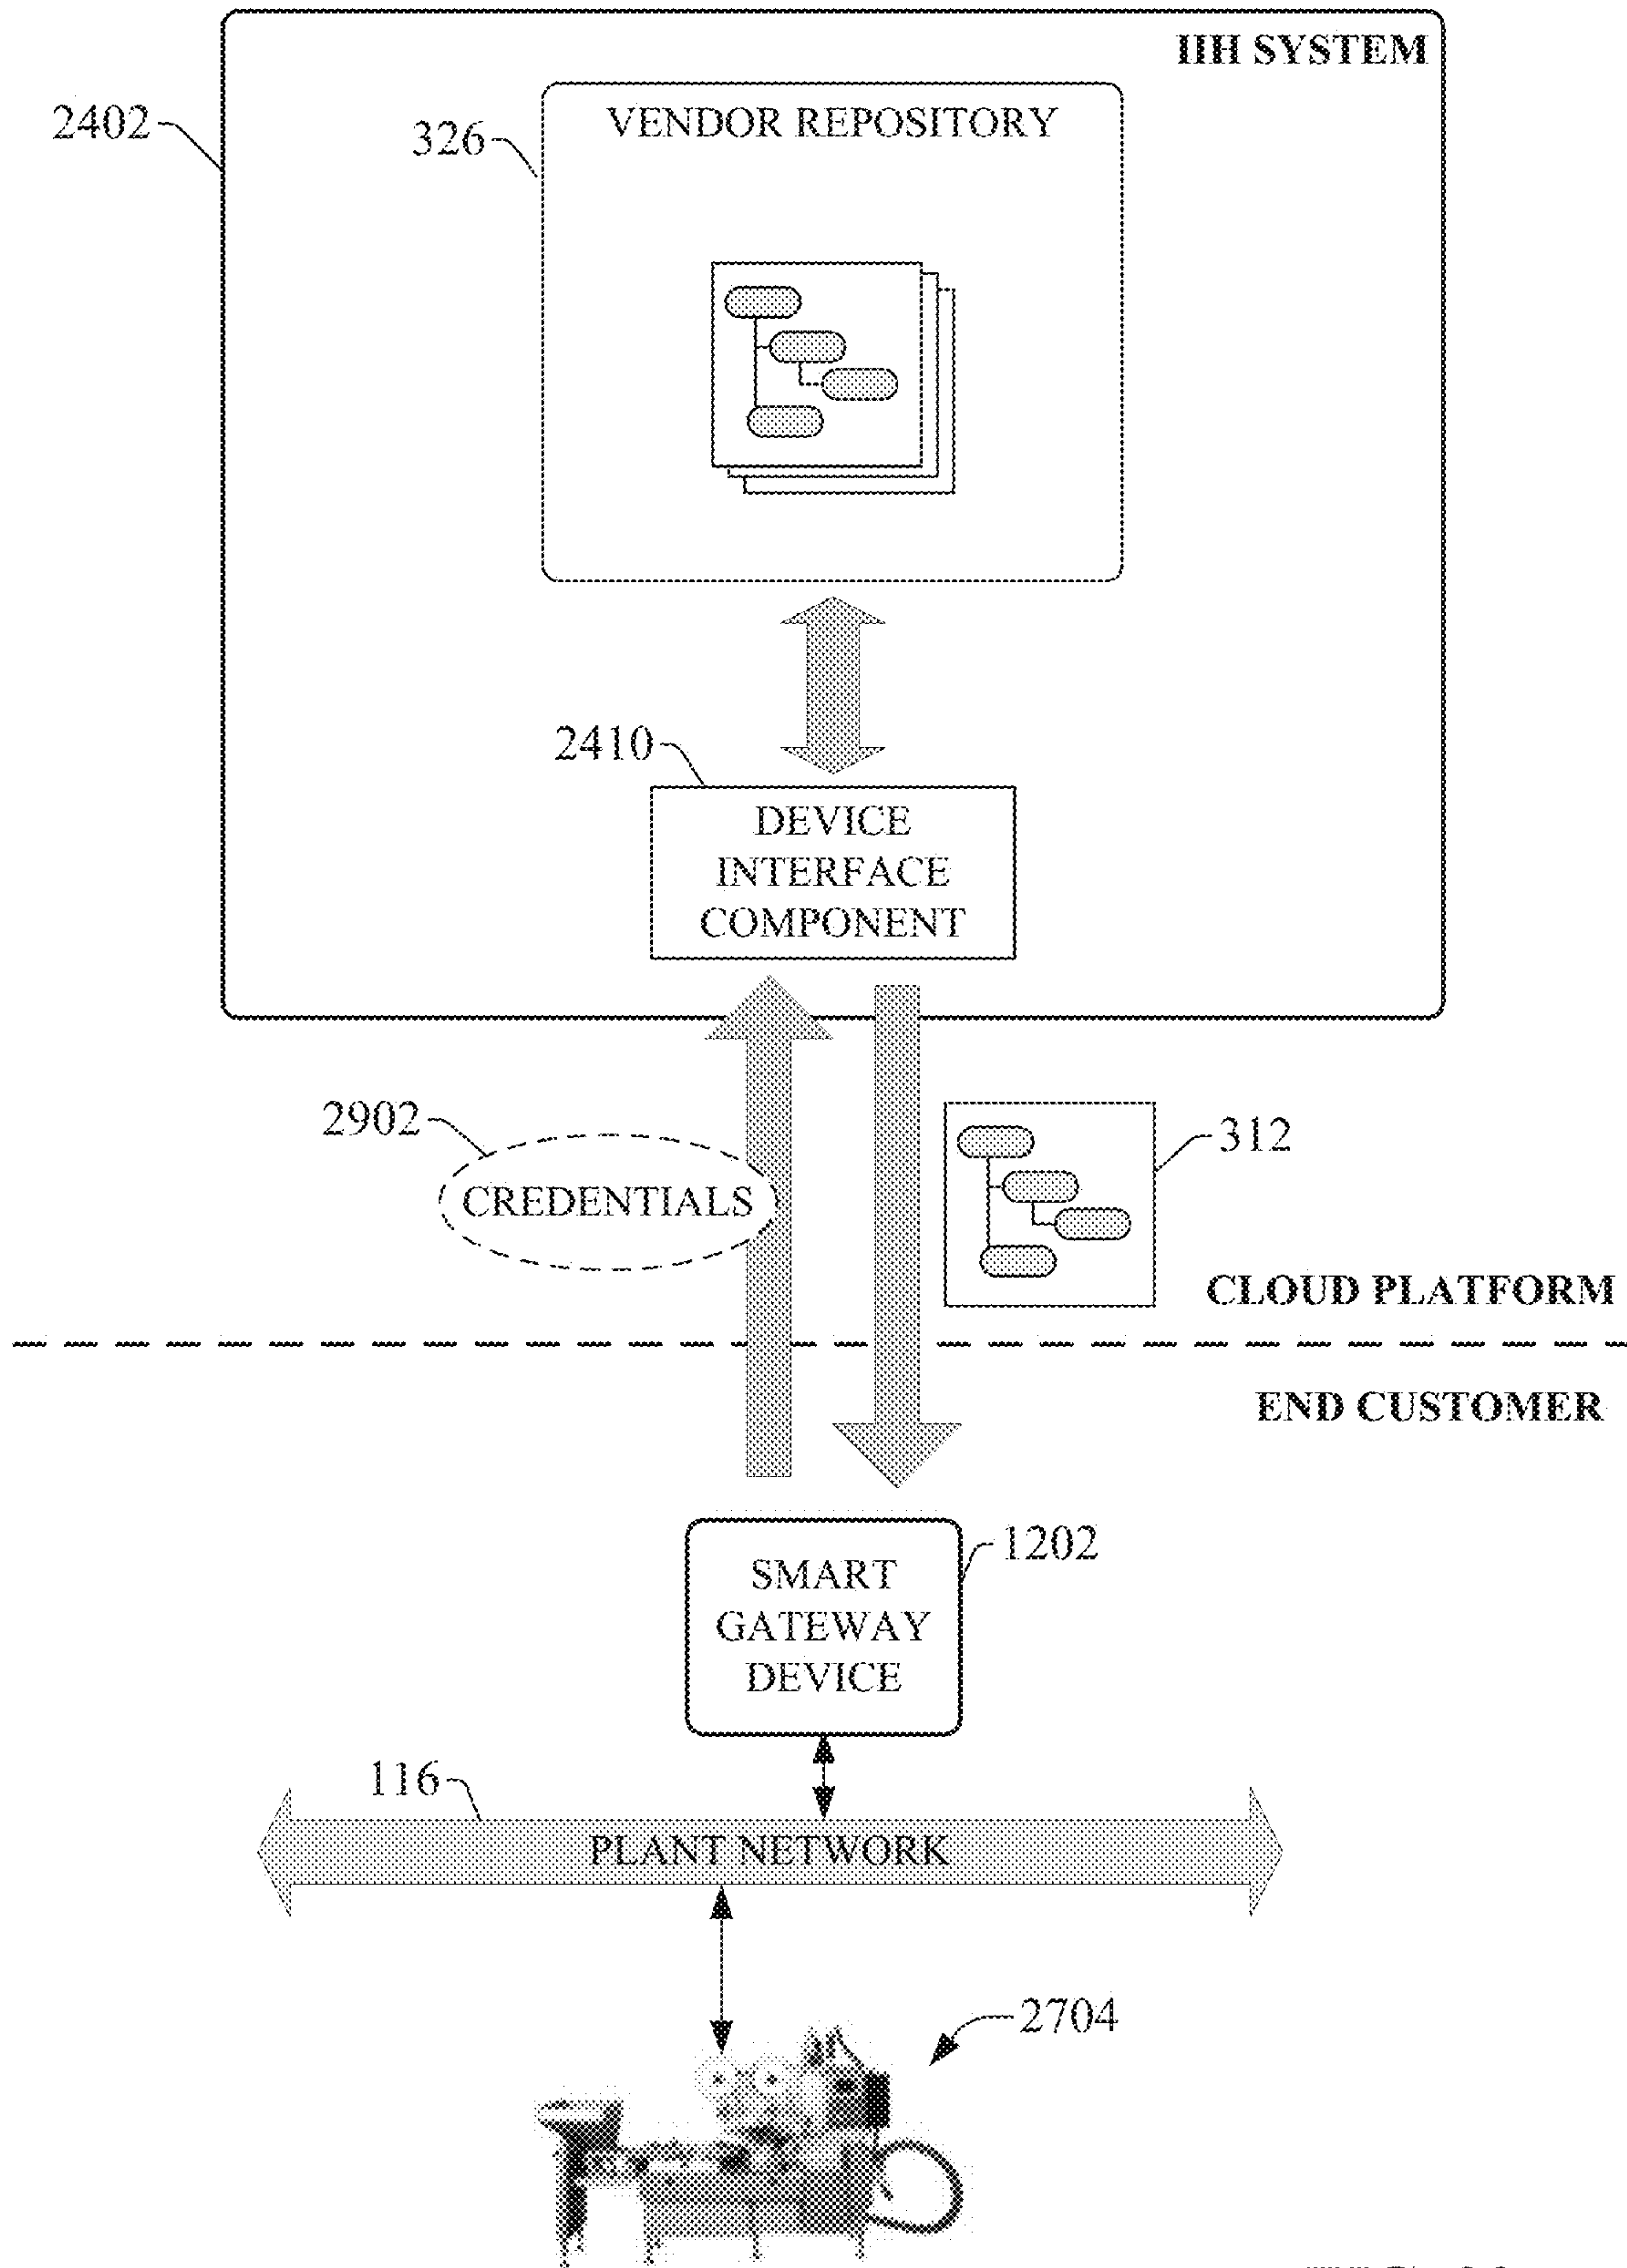 IIH SYSTEM
2402
326
VENDOR REPOSITORY
2410
DEVICE
INTERFACE
COMPONENT
2902
CREDENTIALS
312
CLOUD PLATFORM
END CUSTOMER
1202
SMART
GATEWAY
DEVICE
116
PLANT NETWORK
2704